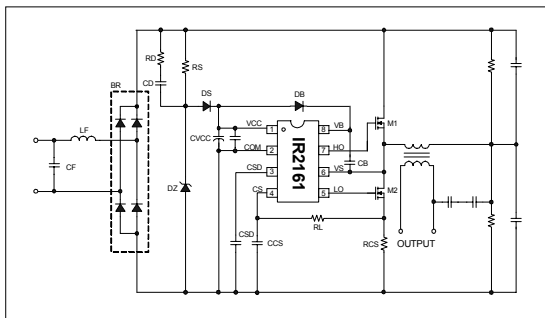 RD
RS
CD
BR
DS
DB
LF
CF
CVCC
VCC
COM
CSD
CS
1
2
3
4
IR2161
8
7
6
5
VB
HO
VS
LO
CB
M1
M2
DZ
CSD
CCS
RL
RCS
OUTPUT